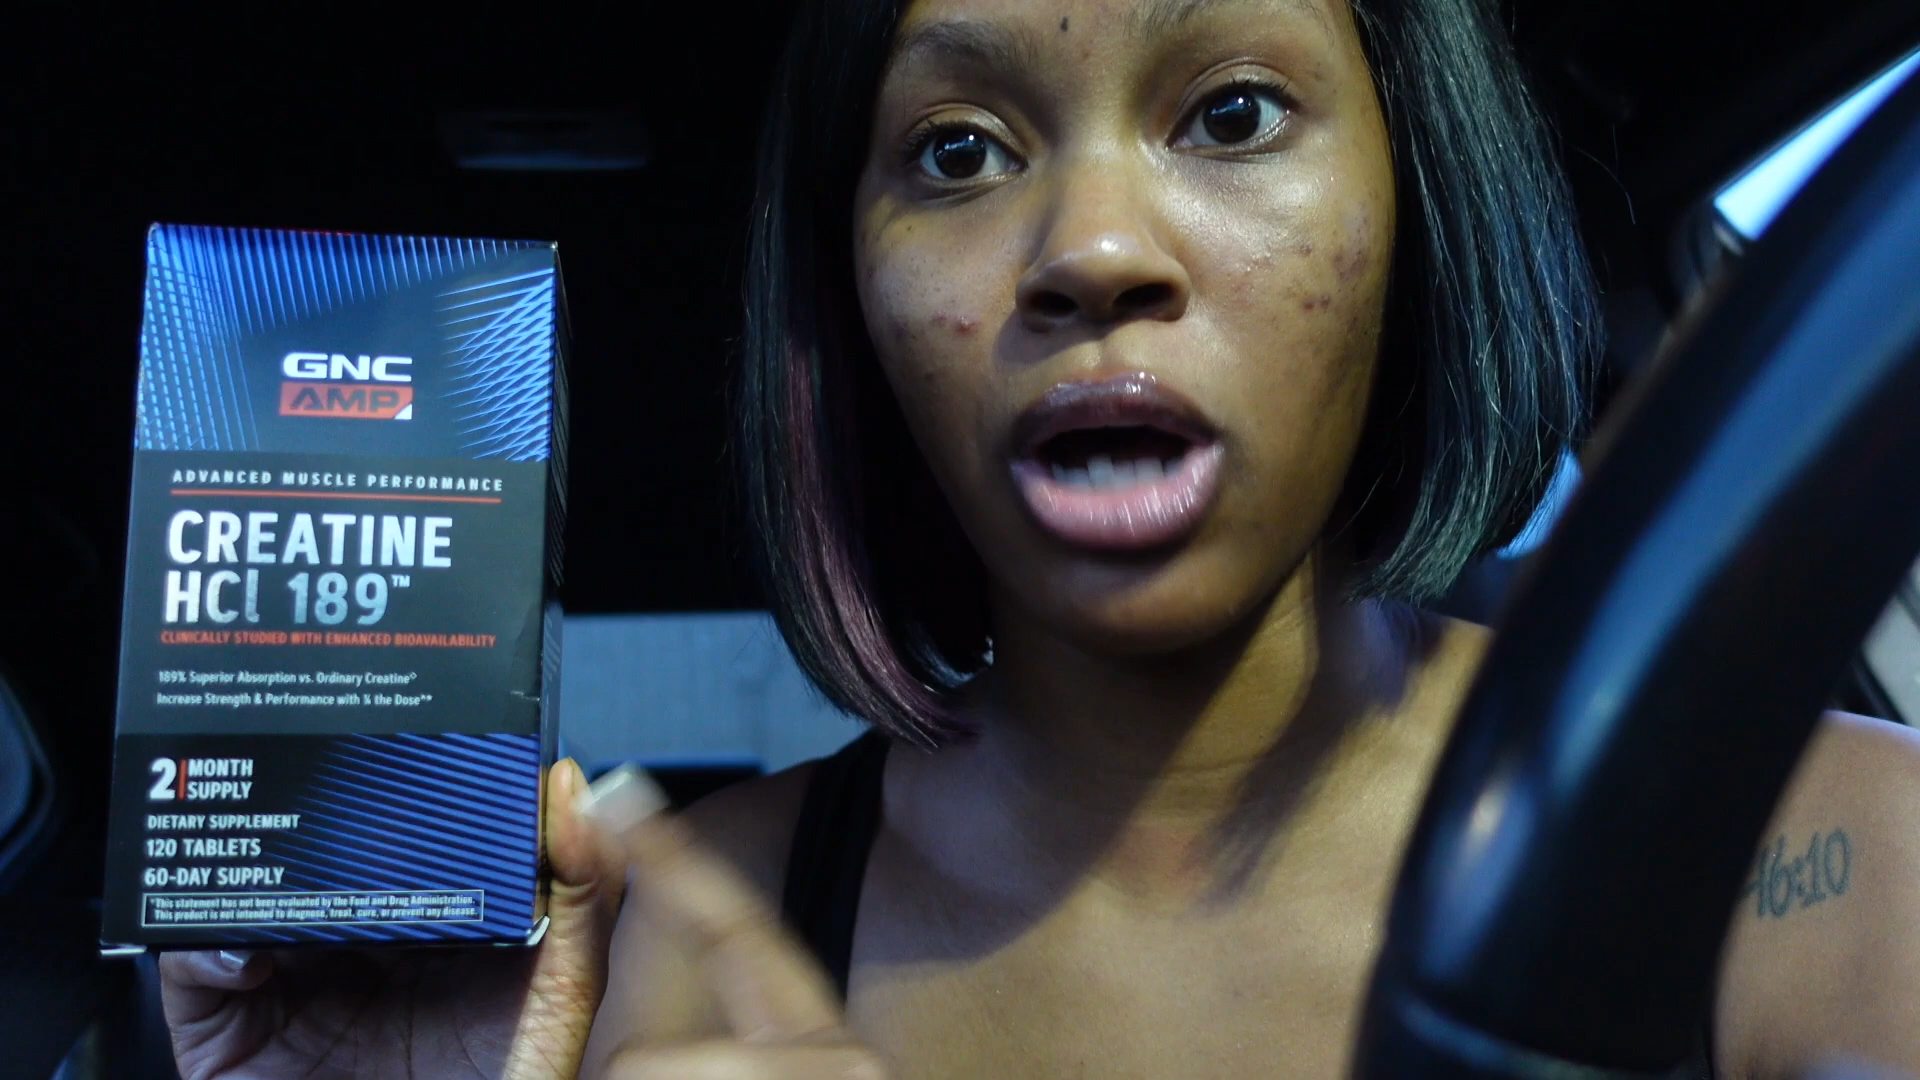 GNC
AMP
ADVANCED MUSCLE PERFORMANCE
CREATINE
HCl 189™
CLINICALLY STUDIED WITH ENHANCED BIOAVAILABILITY
189% Superior Absorption vs. Ordinary Creatine◊
Increase Strength & Performance with the Dose**
2 MONTH
SUPPLY
DIETARY SUPPLEMENT
120 TABLETS
60-DAY SUPPLY
*This statement has not been evaluated by the Food and Drug Administration.
This product is not intended to diagnose, treat, cure, or prevent any disease.
16:10